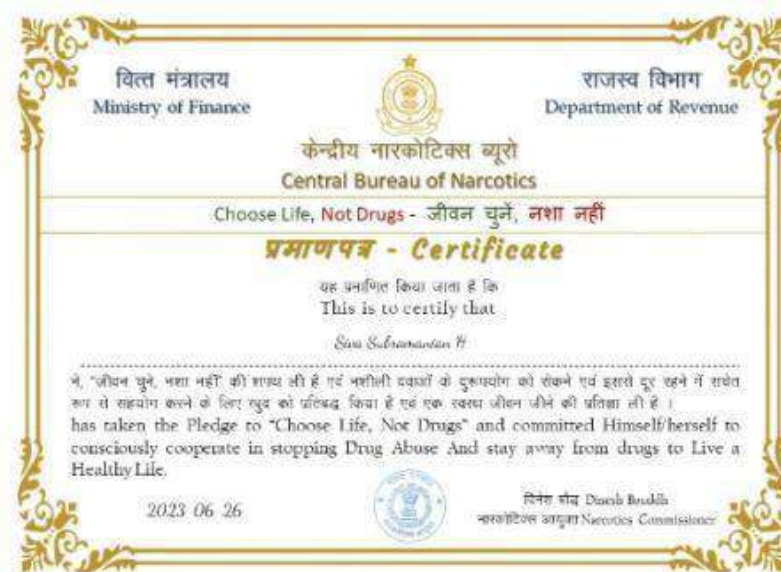 वित्त मंत्रालय
Ministry of Finance
राजस्व विभाग
Department of Revenue
केन्द्रीय नारकोटिक्स ब्यूरो
Central Bureau of Narcotics
Choose Life, Not Drugs - जीवन चुनें, नशा नहीं
प्रमाणपत्र - Certificate
यह प्रमाणित किया जाता है कि
This is to certify that
Siva Subramanian H
ने, "जीवन चुने, नशा नहीं" की शपथ ली है एवं नशीली दवाओं के दुरूपयोग को रोकने एवं इससे दूर रहने में सचेत
रूप से सहयोग करने के लिए खुद को प्रतिबद्ध किया है एवं एक स्वस्थ जीवन जीने की प्रतिज्ञा ली है ।
has taken the Pledge to "Choose Life, Not Drugs" and committed Himself/herself to
consciously cooperate in stopping Drug Abuse And stay away from drugs to Live a
Healthy Life.
2023 06 26
दिनेश बौद्ध Dinesh Bouddh
नारकोटिक्स आयुक्त Narcotics Commissioner